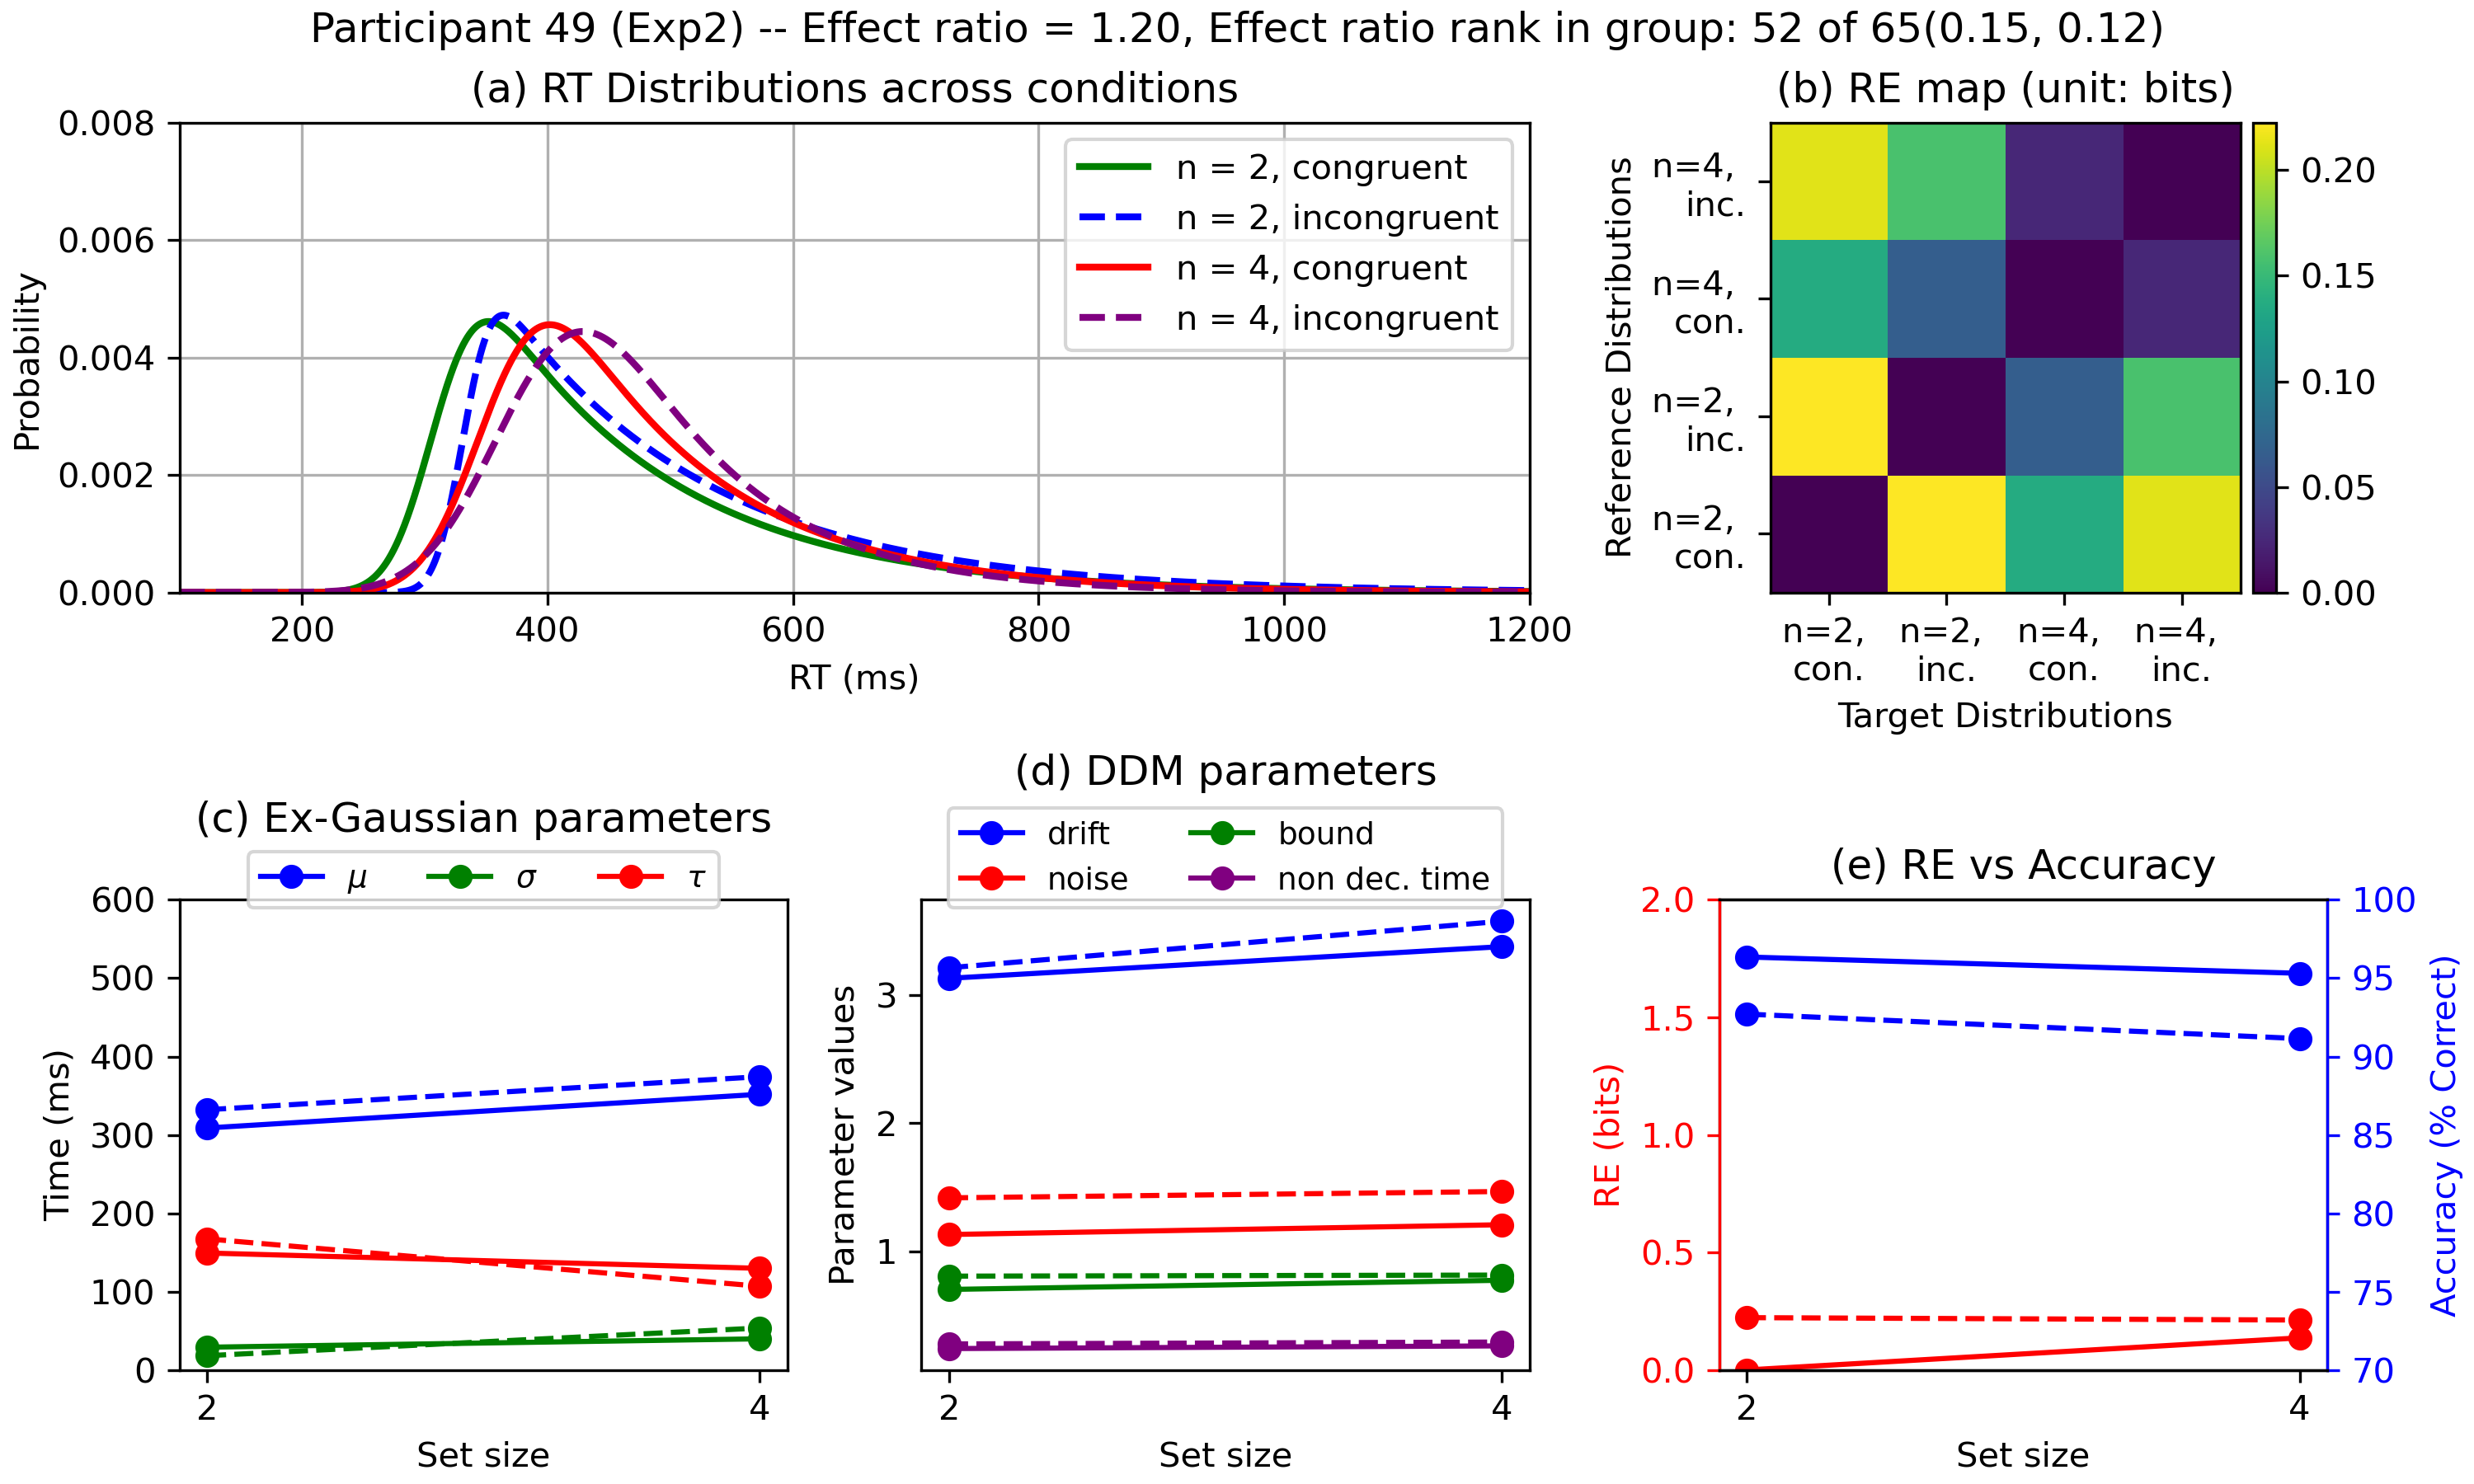 Participant 49 (Exp2) -- Effect ratio = 1.20, Effect ratio rank in group: 52 of 65(0.15, 0.12)
(a) RT Distributions across conditions
0.008
0.006
0.004
0.002
0.000
Probability
200 400 600 800 1000 1200
RT (ms)
n = 2, congruent
n = 2, incongruent
n = 4, congruent
n = 4, incongruent
(b) RE map (unit: bits)
Reference Distributions
n=4,
inc.
n=4,
con.
n=2,
inc.
n=2,
con.
n=2, n=2, n=4, n=4,
con. inc. con. inc.
Target Distributions
0.20
0.15
0.10
0.05
0.00
(c) Ex-Gaussian parameters
μ σ τ
600
500
400
300
200
100
0
Time (ms)
2 4
Set size
(d) DDM parameters
drift bound
noise non dec. time
3
2
1
Parameter values
2 4
Set size
(e) RE vs Accuracy
2.0
1.5
1.0
0.5
0.0
RE (bits)
100
95
90
85
80
75
70
Accuracy (% Correct)
2 4
Set size